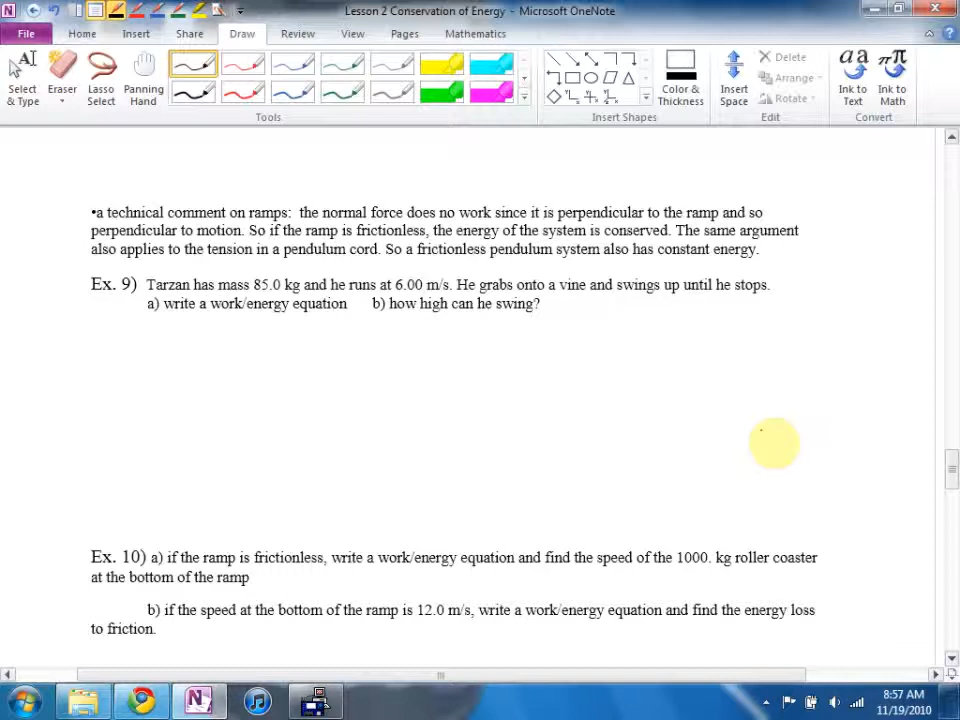 Lesson 2 Conservation of Energy - Microsoft OneNote
File Home Insert Share Draw Review View Pages Mathematics
Select & Type
Eraser
Lasso Select
Panning Hand
Color & Thickness
Insert Space
Delete
Arrange
Rotate
Ink to Text
Ink to Math
Tools Insert Shapes Edit Convert
•a technical comment on ramps: the normal force does no work since it is perpendicular to the ramp and so
perpendicular to motion. So if the ramp is frictionless, the energy of the system is conserved. The same argument
also applies to the tension in a pendulum cord. So a frictionless pendulum system also has constant energy.
Ex. 9) Tarzan has mass 85.0 kg and he runs at 6.00 m/s. He grabs onto a vine and swings up until he stops.
a) write a work/energy equation b) how high can he swing?
Ex. 10) a) if the ramp is frictionless, write a work/energy equation and find the speed of the 1000. kg roller coaster
at the bottom of the ramp
b) if the speed at the bottom of the ramp is 12.0 m/s, write a work/energy equation and find the energy loss
to friction.
8:57 AM
11/19/2010